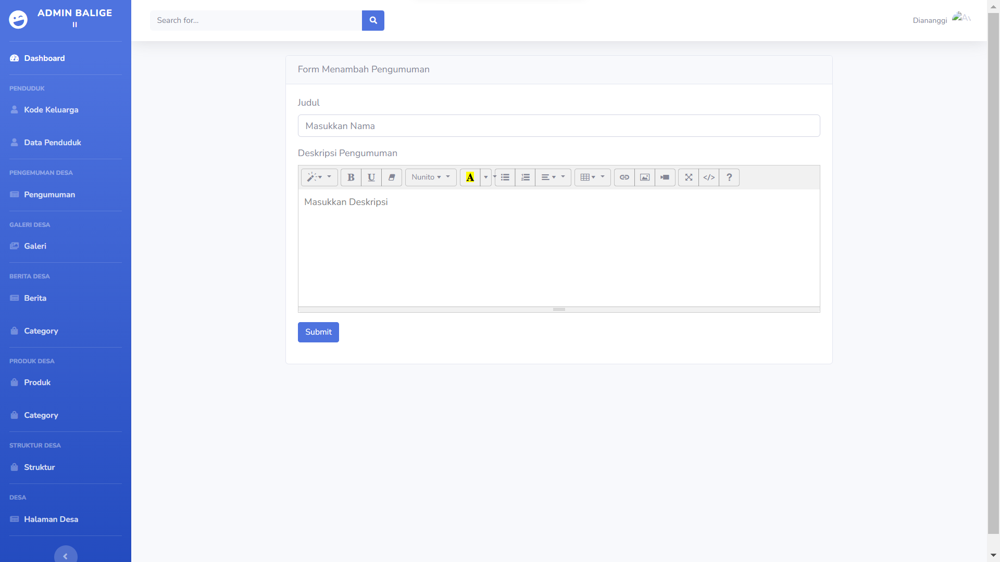 ADMIN BALIGE
II
Dashboard
PENDUDUK
Kode Keluarga
Data Penduduk
PENGEMUMAN DESA
Pengumuman
GALERI DESA
Galeri
BERITA DESA
Berita
Category
PRODUK DESA
Produk
Category
STRUKTUR DESA
Struktur
DESA
Halaman Desa
Search for...
Diananggi
Form Menambah Pengumuman
Judul
Masukkan Nama
Deskripsi Pengumuman
B U Nunito A </> ?
Masukkan Deskripsi
Submit